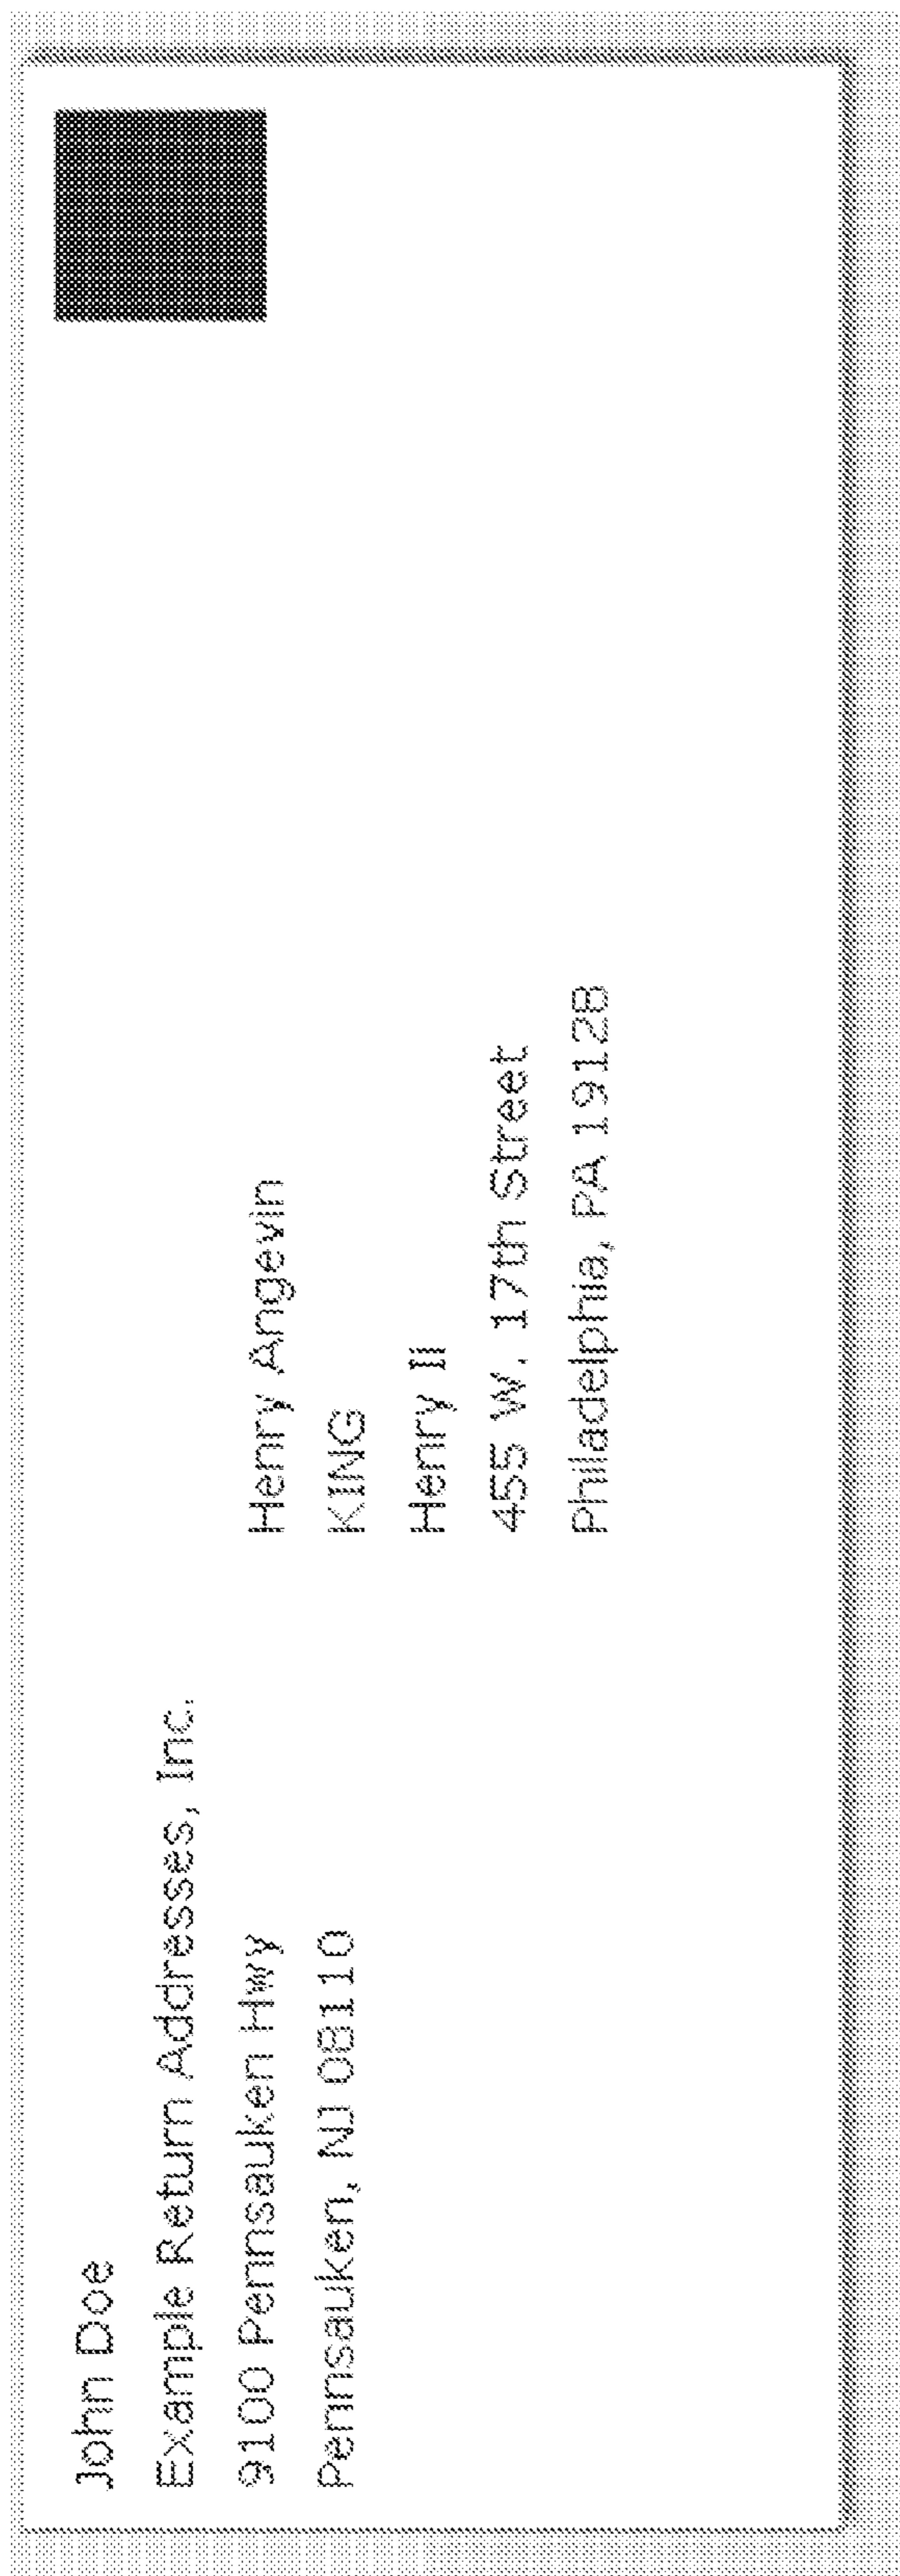 John Doe
Example Return Addresses, Inc.
9100 Pennsauken Hwy
Pennsauken, NJ 08110
Henry Angevin
KING
Henry Ii
455 W. 17th Street
Philadelphia, PA 19128